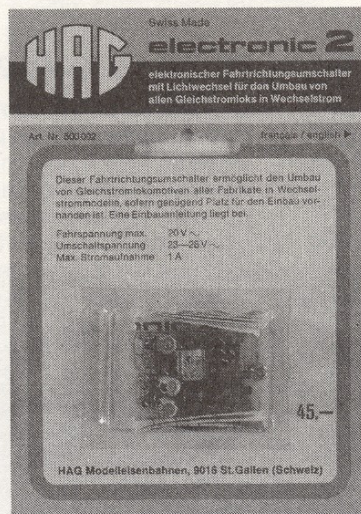 HAG
Swiss Made
electronic 2
elektronischer Fahrtrichtungsumschalter
mit Lichtwechsel für den Umbau von
allen Gleichstromloks in Wechselstrom
Art. Nr. 500002
français / english ▶
Dieser Fahrtrichtungsumschalter ermöglicht den Umbau
von Gleichstromlokomotiven aller Fabrikate in Wechsel-
strommodelle, sofern genügend Platz für den Einbau vor-
handen ist. Eine Einbauanleitung liegt bei.
Fahrspannung max. 20 V ~
Umschaltspannung 23—26 V ~
Max. Stromaufnahme 1 A
45.—
HAG Modelleisenbahnen, 9016 St. Gallen (Schweiz)